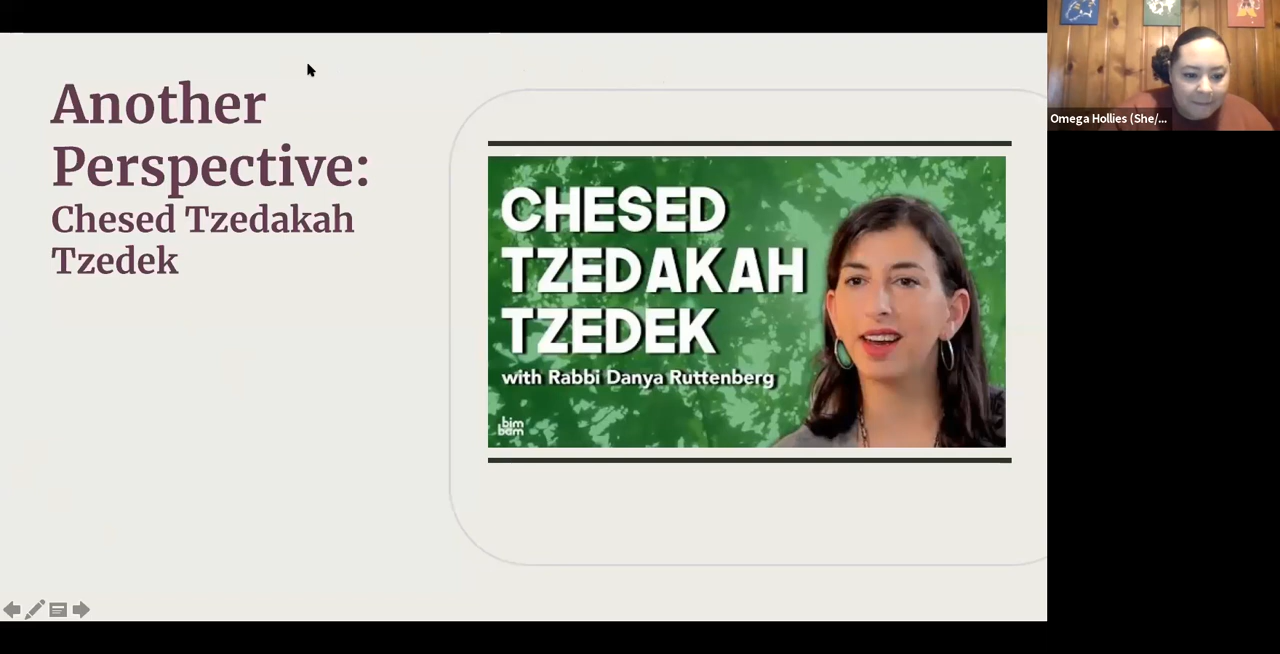 Another
Perspective:
Chesed Tzedakah
Tzedek
CHESED
TZEDAKAH
TZEDEK
with Rabbi Danya Ruttenberg
bim
bam
Omega Hollies (She/...